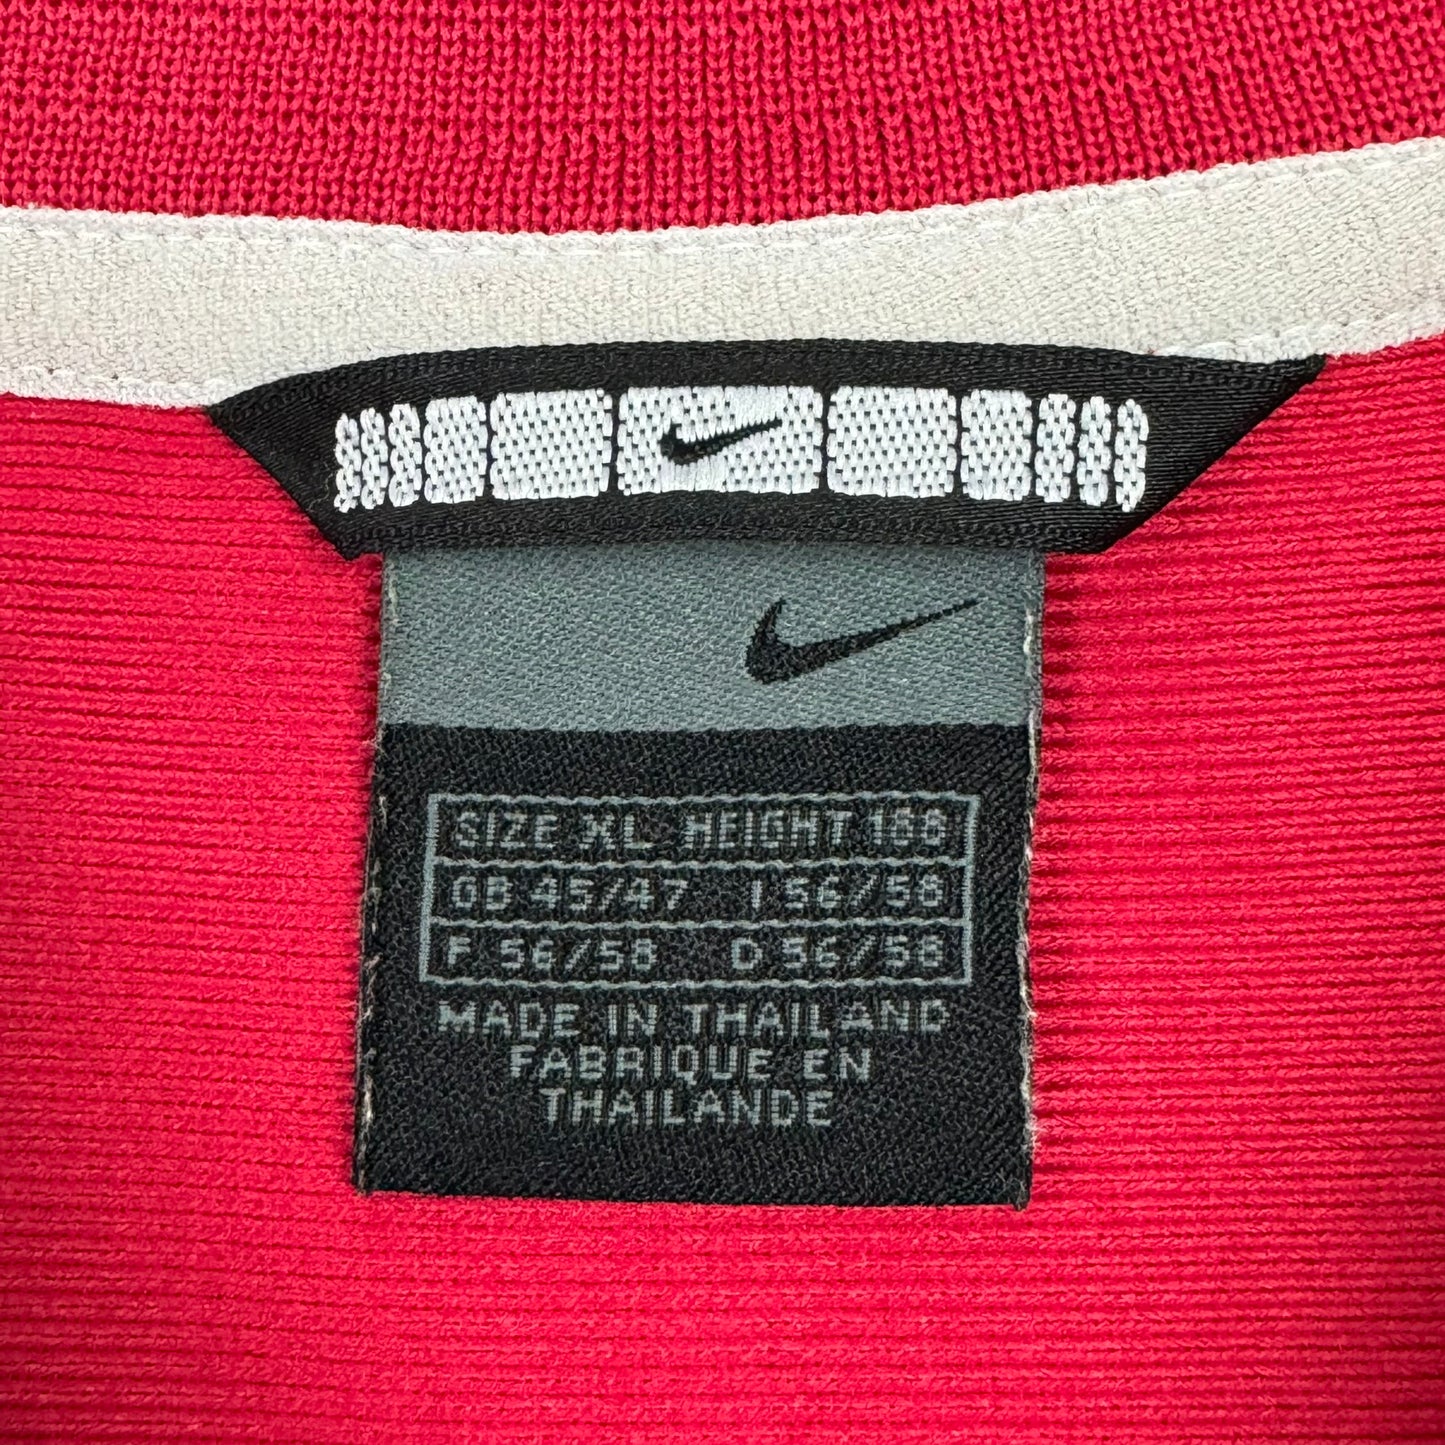 SIZE XL HEIGHT 188
GB 45/47 I 56/58
F 56/58 D 56/58
MADE IN THAILAND
FABRIQUE EN
THAILANDE